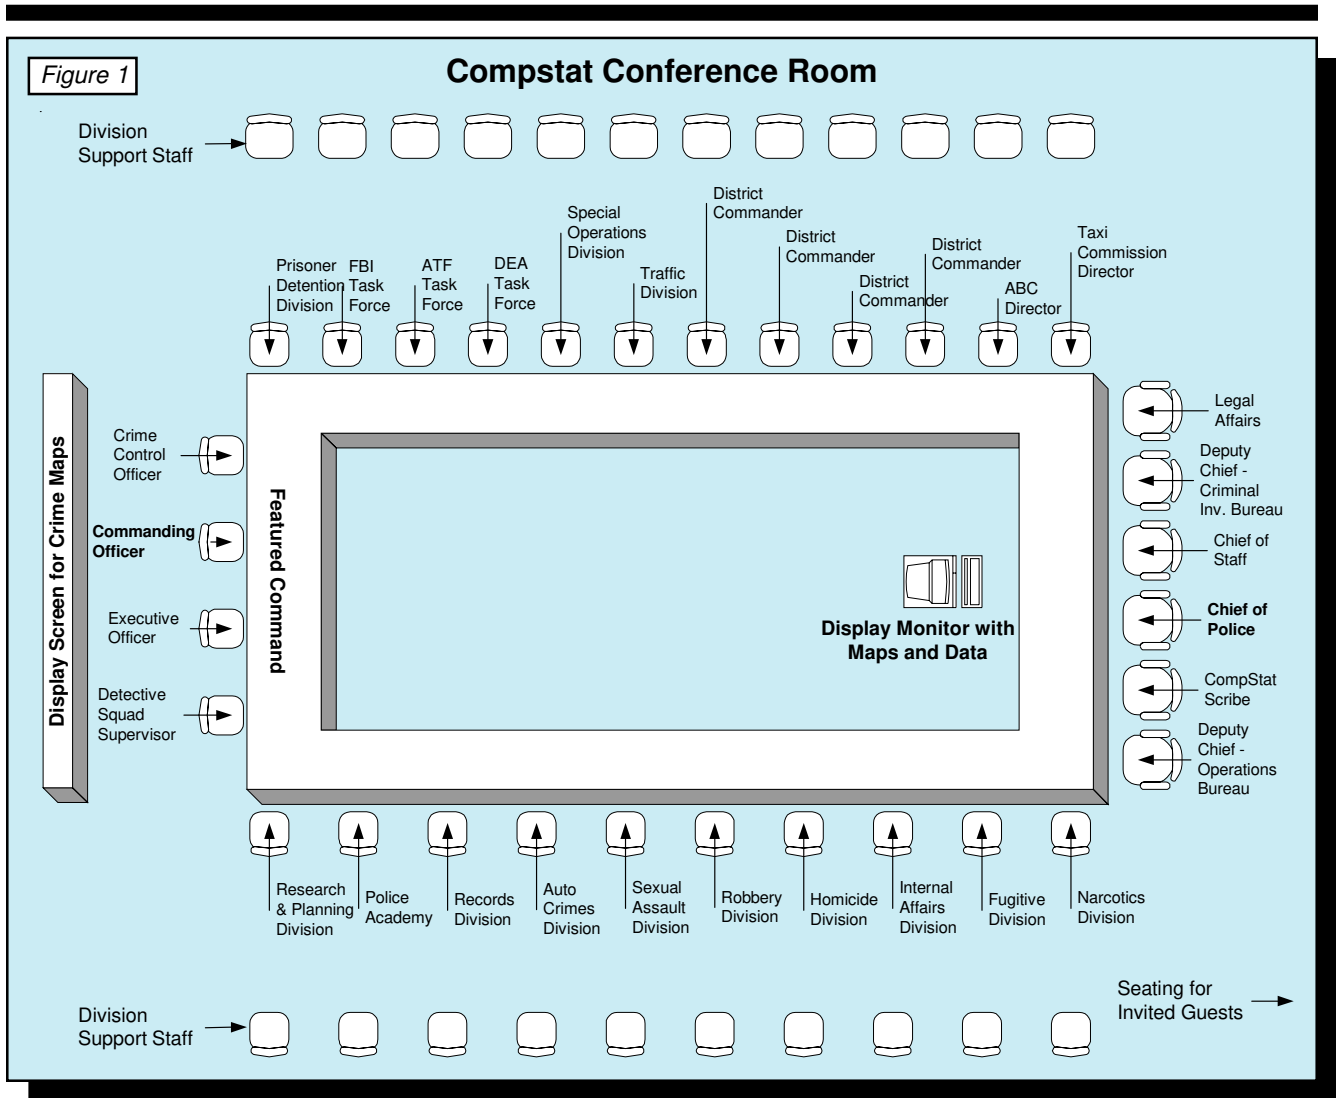 Figure 1
Compstat Conference Room
Division
Support Staff
Prisoner
Detention
Division
FBI
Task
Force
ATF
Task
Force
DEA
Task
Force
Special
Operations
Division
Traffic
Division
District
Commander
District
Commander
District
Commander
District
Commander
ABC
Director
Taxi
Commission
Director
Display Screen for Crime Maps
Crime
Control
Officer
Commanding
Officer
Executive
Officer
Detective
Squad
Supervisor
Featured Command
Display Monitor with
Maps and Data
Legal
Affairs
Deputy
Chief -
Criminal
Inv. Bureau
Chief of
Staff
Chief of
Police
CompStat
Scribe
Deputy
Chief -
Operations
Bureau
Research
& Planning
Division
Police
Academy
Records
Division
Auto
Crimes
Division
Sexual
Assault
Division
Robbery
Division
Homicide
Division
Internal
Affairs
Division
Fugitive
Division
Narcotics
Division
Division
Support Staff
Seating for
Invited Guests